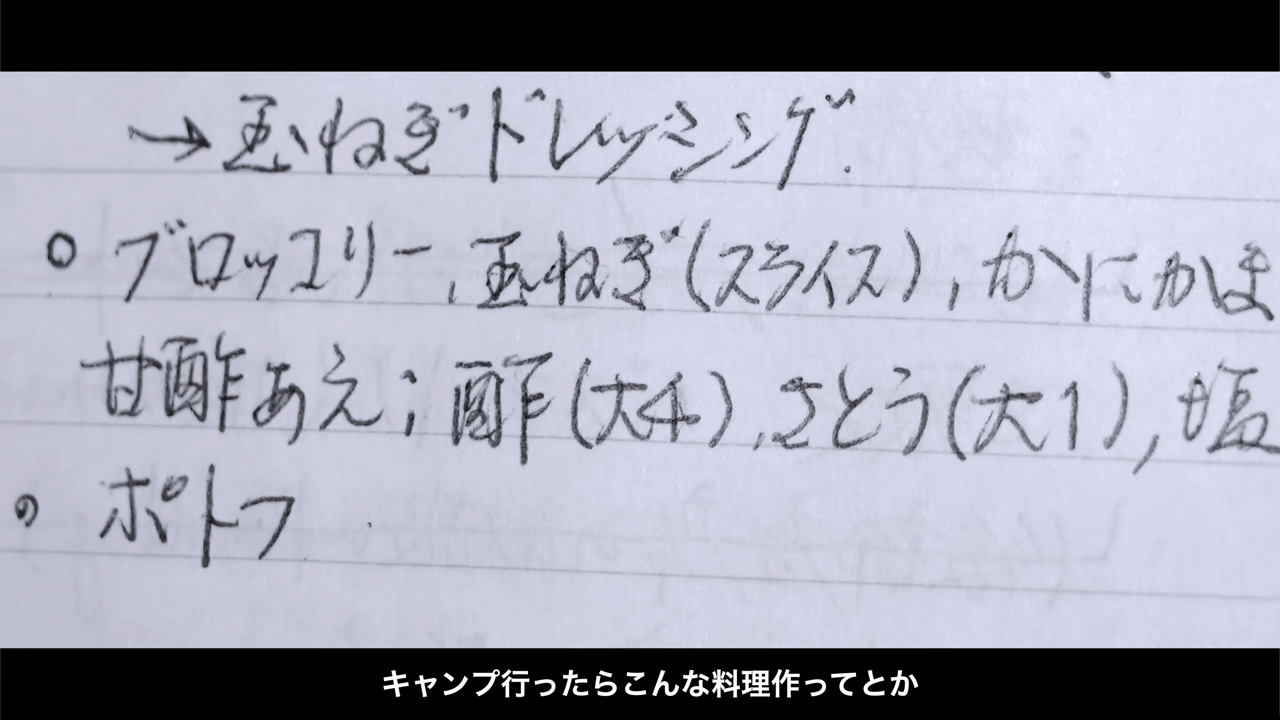 →玉ねぎドレッシング.
○ ブロッコリー、玉ねぎ(スライス),かにかま
甘酢あえ;酢(大4)、さとう(大1),塩
○ ポトフ
キャンプ行ったらこんな料理作ってとか